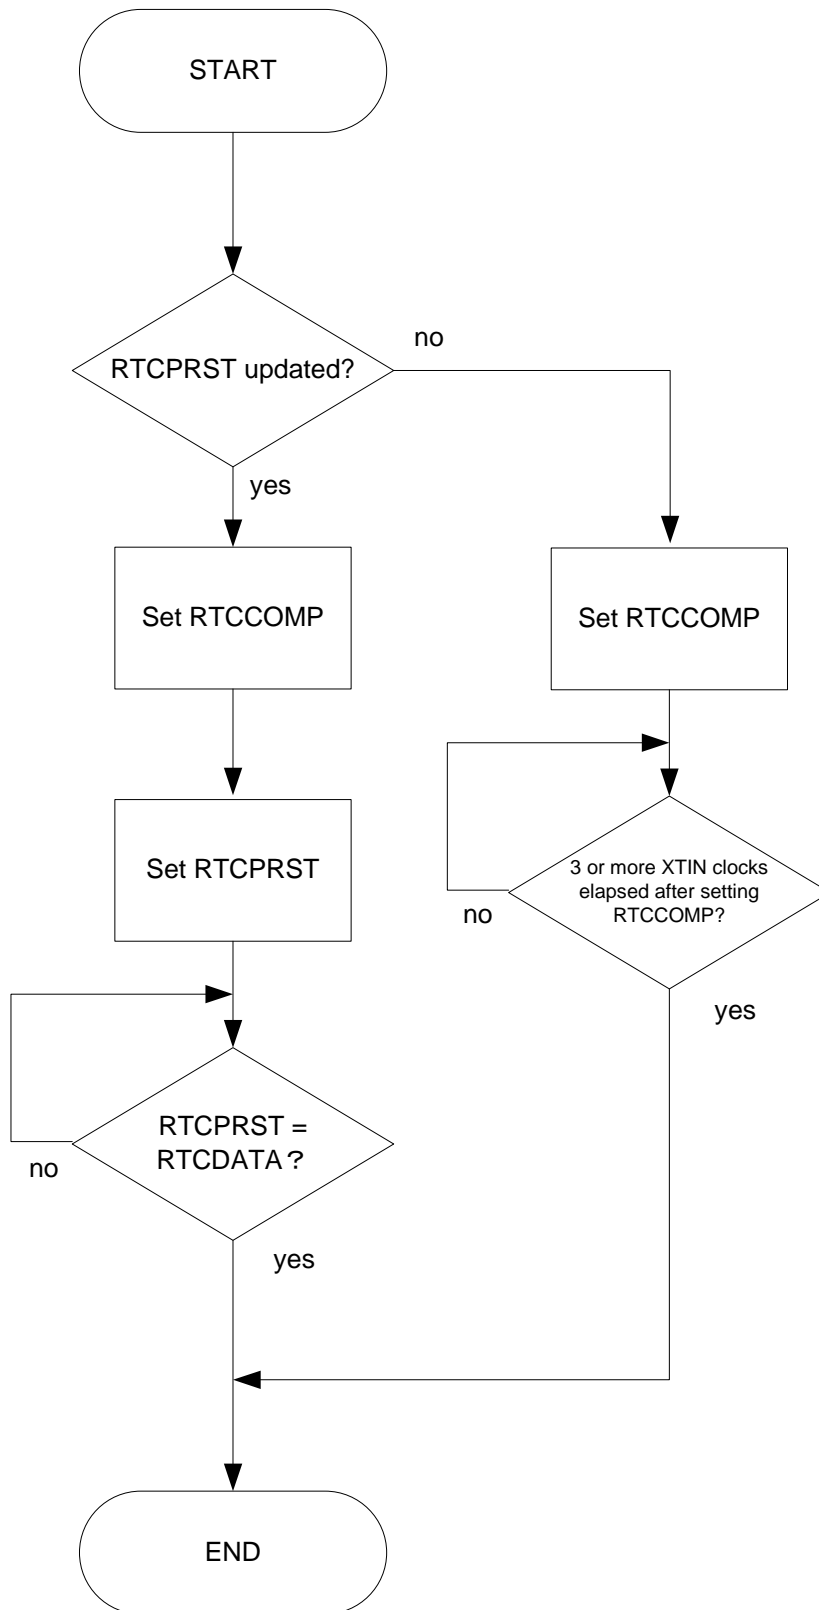 START
RTCPRST updated?
no
yes
Set RTCCOMP
Set RTCCOMP
Set RTCPRST
3 or more XTIN clocks
elapsed after setting
RTCCOMP?
no
yes
RTCPRST =
RTCDATA？
no
yes
END